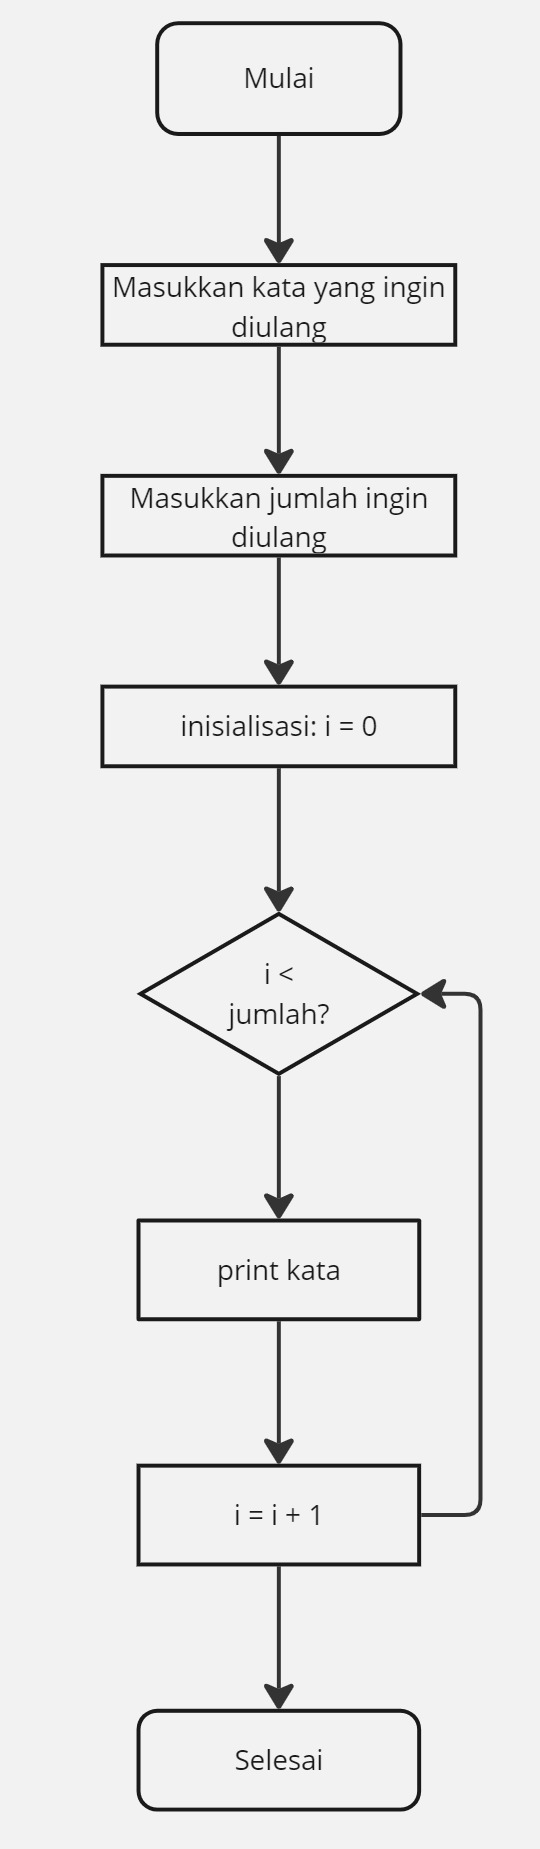 Mulai
Masukkan kata yang ingin
diulang
Masukkan jumlah ingin
diulang
inisialisasi: i = 0
i <
jumlah?
print kata
i = i + 1
Selesai